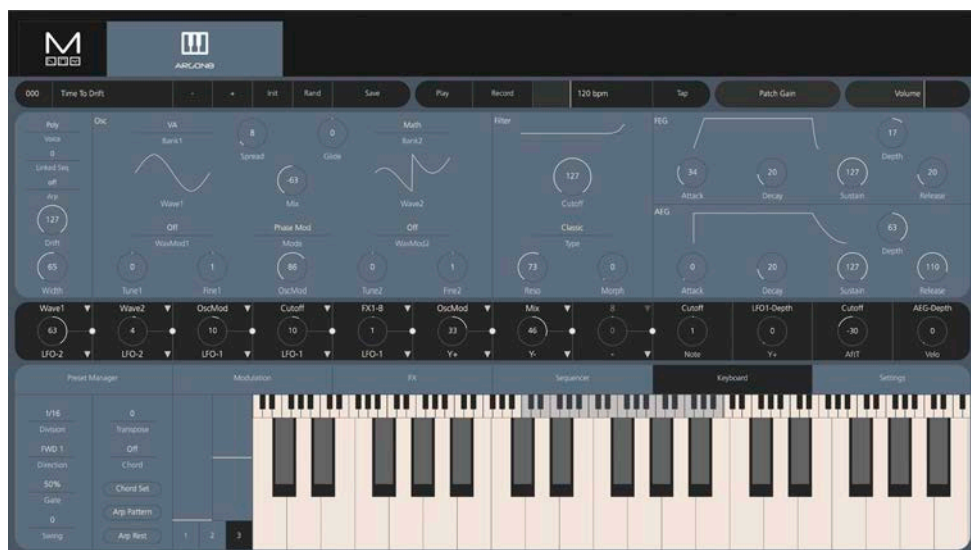 M
ARGON8
000 Time To Drift - + Init Rand Save Play Record 120 bpm Tap Patch Gain Volume
Poly
Voice
0
Linked Seq
off
Arp
127
Drift
65
Width
Osc
VA
Bank1
8
Spread
0
Glide
Math
Bank2
Wave1
-63
Mix
Wave2
Off
WavMod1
Phase Mod
Mode
Off
WavMod2
0
Tune1
1
Fine1
86
OscMod
0
Tune2
1
Fine2
Filter
127
Cutoff
Classic
Type
73
Reso
0
Morph
FEG
17
Depth
34
Attack
20
Decay
127
Sustain
20
Release
AEG
63
Depth
0
Attack
20
Decay
127
Sustain
110
Release
Wave1 Wave2 OscMod Cutoff FX1-B OscMod Mix 8 Cutoff LFO1-Depth Cutoff AEG-Depth
63 4 10 10 1 33 46 0 1 0 -30 0
LFO-2 LFO-2 LFO-1 LFO-1 LFO-1 Y+ Y- - Note Y+ AftT Velo
Preset Manager Modulation FX Sequencer Keyboard Settings
1/16
Division
FWD 1
Direction
50%
Gate
0
Swing
0
Transpose
Off
Chord
Chord Set
Arp Pattern
Arp Rest
1 2 3